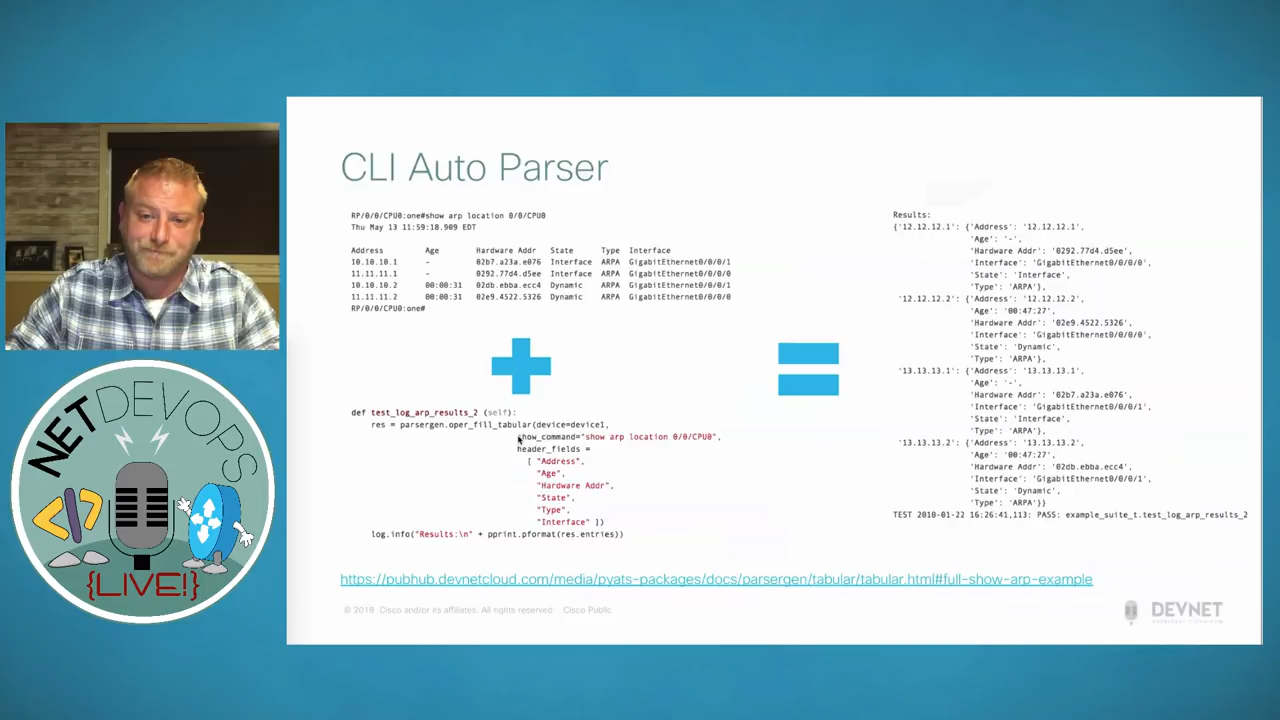 CLI Auto Parser
RP/0/0/CPU0:one#show arp location 0/0/CPU0
Thu May 13 11:59:18.909 EDT
Address Age Hardware Addr State Type Interface
10.10.10.1 - 02b7.a23a.e076 Interface ARPA GigabitEthernet0/0/0/1
11.11.11.1 - 0292.77d4.d5ee Interface ARPA GigabitEthernet0/0/0/0
10.10.10.2 00:00:31 02db.ebba.ecc4 Dynamic ARPA GigabitEthernet0/0/0/1
11.11.11.2 00:00:31 02e9.4522.5326 Dynamic ARPA GigabitEthernet0/0/0/0
RP/0/0/CPU0:one#
def test_log_arp_results_2 (self):
res = parsergen.oper_fill_tabular(device=device1,
show_command="show arp location 0/0/CPU0",
header_fields =
[ "Address",
"Age",
"Hardware Addr",
"State",
"Type",
"Interface" ])
log.info("Results:\n" + pprint.pformat(res.entries))
Results:
{'12.12.12.1': {'Address': '12.12.12.1',
'Age': '-',
'Hardware Addr': '0292.77d4.d5ee',
'Interface': 'GigabitEthernet0/0/0/0',
'State': 'Interface',
'Type': 'ARPA'},
'12.12.12.2': {'Address': '12.12.12.2',
'Age': '00:47:27',
'Hardware Addr': '02e9.4522.5326',
'Interface': 'GigabitEthernet0/0/0/0',
'State': 'Dynamic',
'Type': 'ARPA'},
'13.13.13.1': {'Address': '13.13.13.1',
'Age': '-',
'Hardware Addr': '02b7.a23a.e076',
'Interface': 'GigabitEthernet0/0/0/1',
'State': 'Interface',
'Type': 'ARPA'},
'13.13.13.2': {'Address': '13.13.13.2',
'Age': '00:47:27',
'Hardware Addr': '02db.ebba.ecc4',
'Interface': 'GigabitEthernet0/0/0/1',
'State': 'Dynamic',
'Type': 'ARPA'}}
TEST 2010-01-22 16:26:41,113: PASS: example_suite_t.test_log_arp_results_2
https://pubhub.devnetcloud.com/media/pyats-packages/docs/parsergen/tabular/tabular.html#full-show-arp-example
© 2018 Cisco and/or its affiliates. All rights reserved. Cisco Public
DEVNET
NETDEVOPS
{LIVE!}